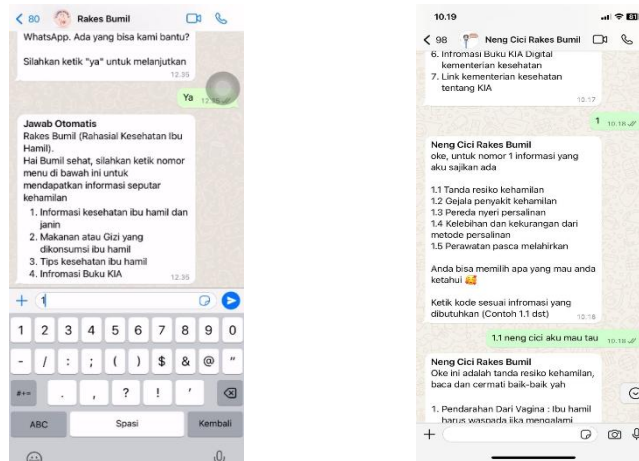 80 Rakes Bumil
WhatsApp. Ada yang bisa kami bantu?
Silahkan ketik "ya" untuk melanjutkan
12.35
Ya
Jawab Otomatis
Rakes Bumil (Rahasial Kesehatan Ibu
Hamil).
Hai Bumil sehat, silahkan ketik nomor
menu di bawah ini untuk
mendapatkan informasi seputar
kehamilan
1. Informasi kesehatan ibu hamil dan
janin
2. Makanan atau Gizi yang
dikonsumsi ibu hamil
3. Tips kesehatan ibu hamil
4. Infromasi Buku KIA
12.35
1
1 2 3 4 5 6 7 8 9 0
- / : ; ( ) $ & @ "
#+= . , ? ! ' 
ABC Spasi Kembali
10.19
98 Neng Cici Rakes Bumil
6. Infromasi Buku KIA Digital
kementerian kesehatan
7. Link kementerian kesehatan
tentang KIA
10.17
1 10.18
Neng Cici Rakes Bumil
oke, untuk nomor 1 informasi yang
aku sajikan ada
1.1 Tanda resiko kehamilan
1.2 Gejala penyakit kehamilan
1.3 Pereda nyeri persalinan
1.4 Kelebihan dan kekurangan dari
metode persalinan
1.5 Perawatan pasca melahirkan
Anda bisa memilih apa yang mau anda
ketahui 🥰
Ketik kode sesuai infromasi yang
dibutuhkan (Contoh 1.1 dst)
10.18
1.1 neng cici aku mau tau 10.18
Neng Cici Rakes Bumil
Oke ini adalah tanda resiko kehamilan,
baca dan cermati baik-baik yah
1. Pendarahan Dari Vagina : Ibu hamil
harus waspada jika mengalami